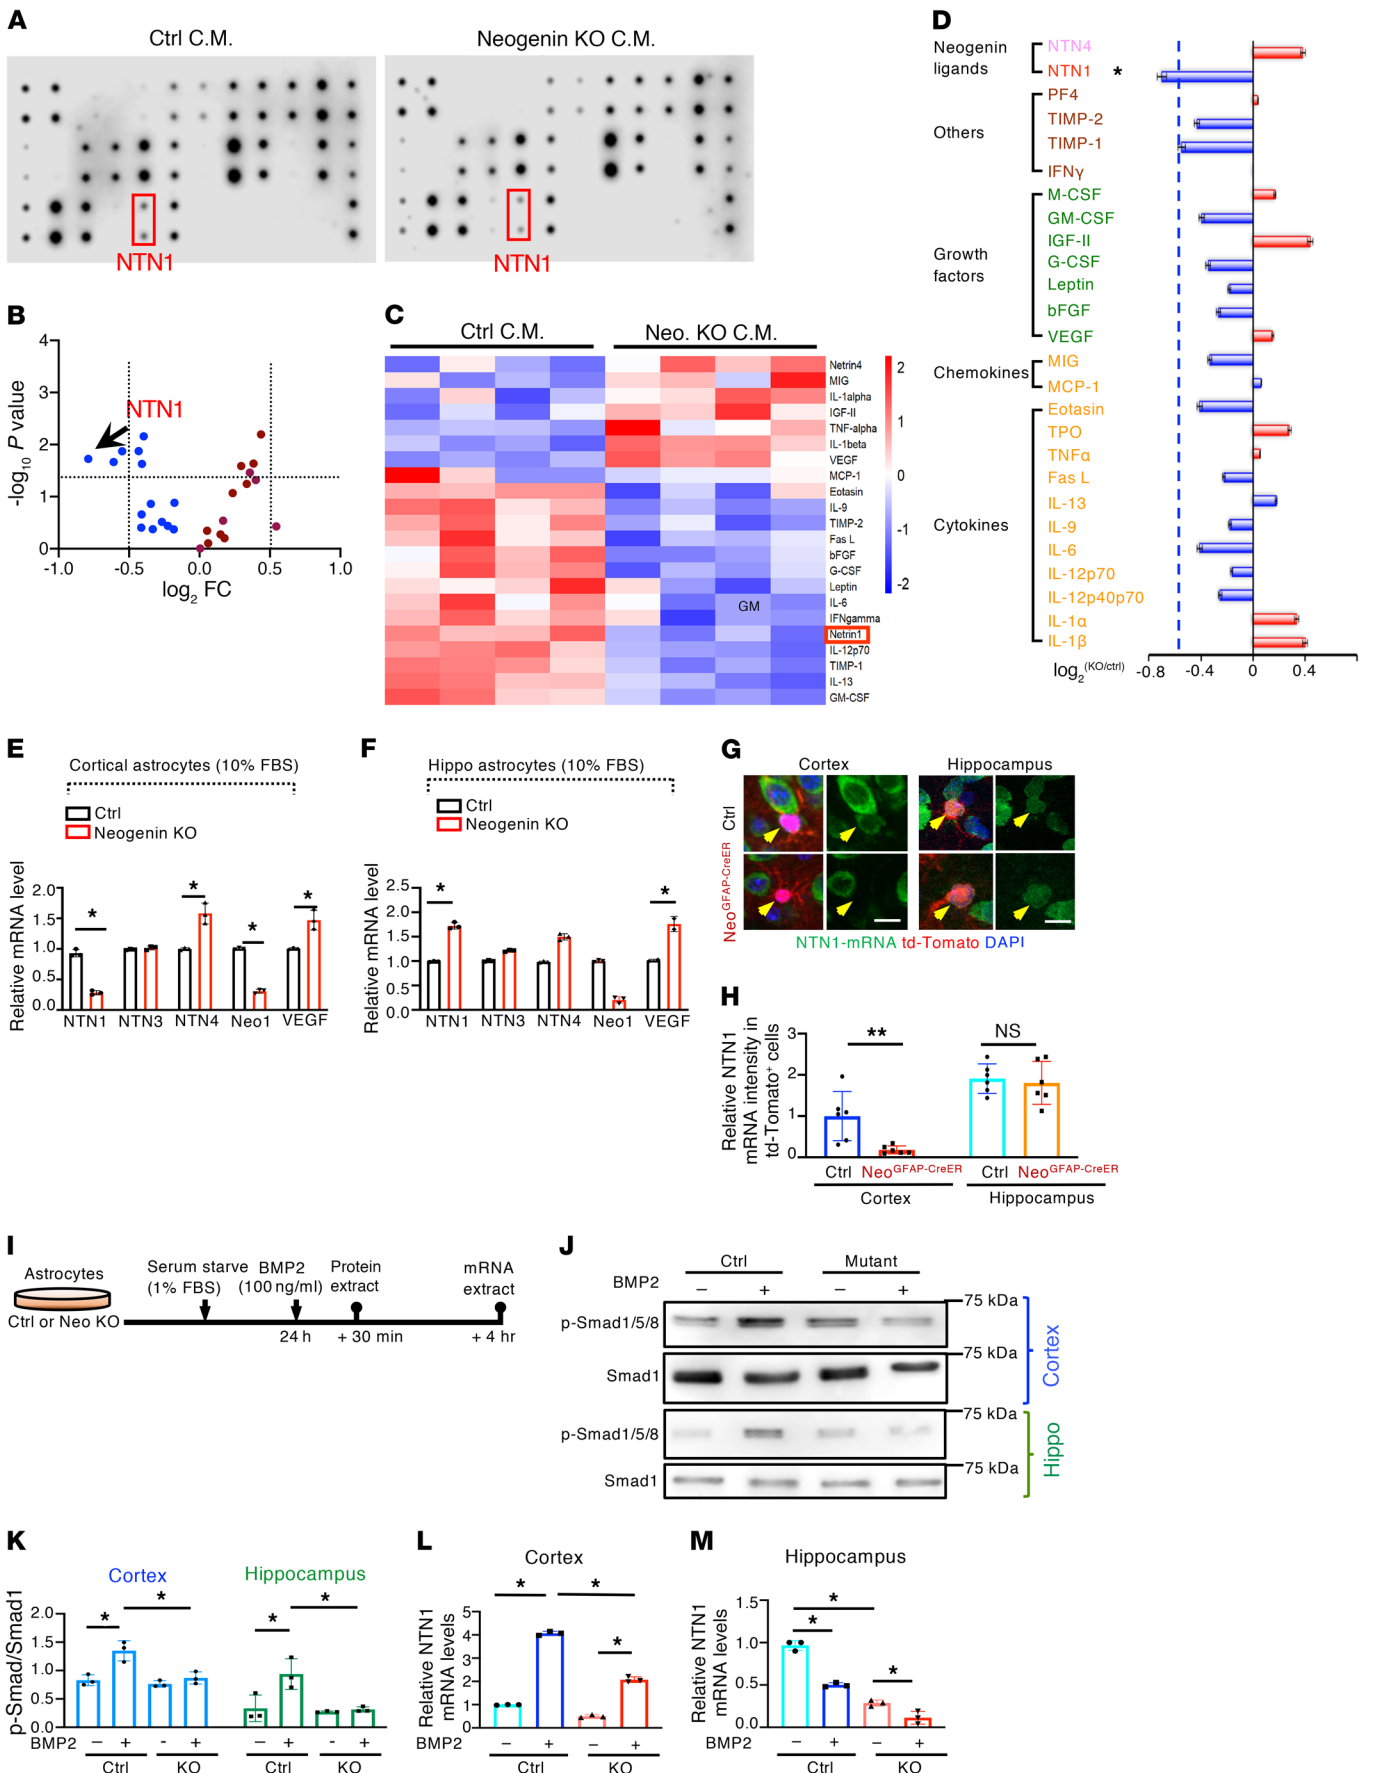 A
Ctrl C.M.
Neogenin KO C.M.
NTN1
NTN1
B
4
3
2
1
0
-log10 P value
NTN1
-1.0 -0.5 0.0 0.5 1.0
log2 FC
C
Ctrl C.M.
Neo. KO C.M.
Netrin4
MIG
IL-1alpha
IGF-II
TNF-alpha
IL-1beta
VEGF
MCP-1
Eotasin
IL-9
TIMP-2
Fas L
bFGF
G-CSF
Leptin
IL-6
IFNgamma
Netrin1
IL-12p70
TIMP-1
IL-13
GM-CSF
GM
2
1
0
-1
-2
D
Neogenin ligands
NTN4
NTN1 *
Others
PF4
TIMP-2
TIMP-1
IFNγ
Growth factors
M-CSF
GM-CSF
IGF-II
G-CSF
Leptin
bFGF
VEGF
Chemokines
MIG
MCP-1
Cytokines
Eotasin
TPO
TNFα
Fas L
IL-13
IL-9
IL-6
IL-12p70
IL-12p40p70
IL-1α
IL-1β
log2(KO/ctrl)
-0.8 -0.4 0 0.4
E
Cortical astrocytes (10% FBS)
Ctrl
Neogenin KO
Relative mRNA level
2.0
1.5
1.0
0.5
0.0
* * * *
NTN1 NTN3 NTN4 Neo1 VEGF
F
Hippo astrocytes (10% FBS)
Ctrl
Neogenin KO
Relative mRNA level
2.5
2.0
1.5
1.0
0.5
0.0
* *
NTN1 NTN3 NTN4 Neo1 VEGF
G
Cortex Hippocampus
Ctrl
NeoGFAP-CreER
NTN1-mRNA td-Tomato DAPI
H
Relative NTN1
mRNA intensity in
td-Tomato+ cells
3
2
1
0
** NS
Ctrl NeoGFAP-CreER Ctrl NeoGFAP-CreER
Cortex Hippocampus
I
Astrocytes
Ctrl or Neo KO
Serum starve
(1% FBS)
BMP2
(100 ng/ml)
Protein
extract
mRNA
extract
24 h + 30 min + 4 hr
J
Ctrl Mutant
BMP2 – + – +
p-Smad1/5/8
75 kDa
Smad1
75 kDa
Cortex
p-Smad1/5/8
75 kDa
Smad1
75 kDa
Hippo
K
Cortex Hippocampus
p-Smad/Smad1
2.0
1.5
1.0
0.5
0.0
* * * *
BMP2 – + - + – + - +
Ctrl KO Ctrl KO
L
Cortex
Relative NTN1
mRNA levels
5
4
3
2
1
0
* * *
BMP2 – + - +
Ctrl KO
M
Hippocampus
Relative NTN1
mRNA levels
1.5
1.0
0.5
0.0
* * *
BMP2 – + – +
Ctrl KO